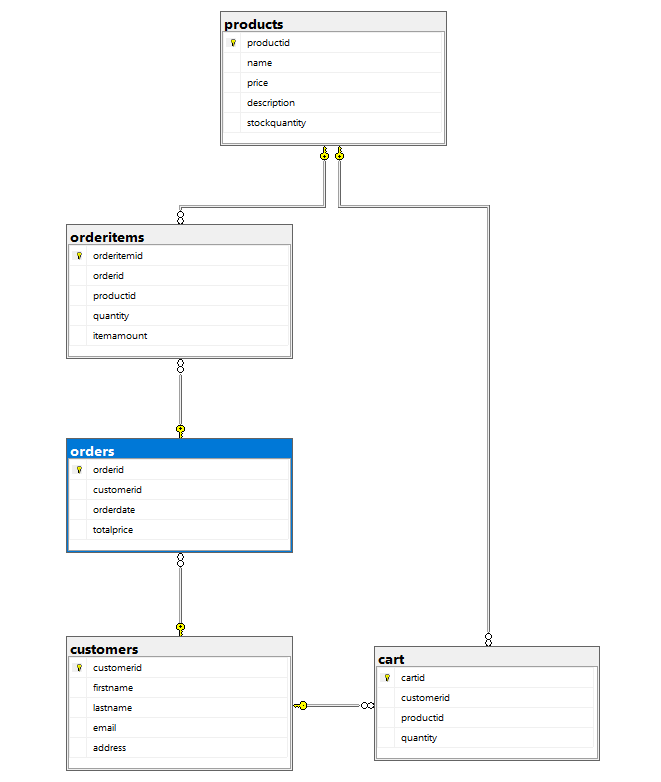 products
productid
name
price
description
stockquantity
orderitems
orderitemid
orderid
productid
quantity
itemamount
orders
orderid
customerid
orderdate
totalprice
customers
customerid
firstname
lastname
email
address
cart
cartid
customerid
productid
quantity